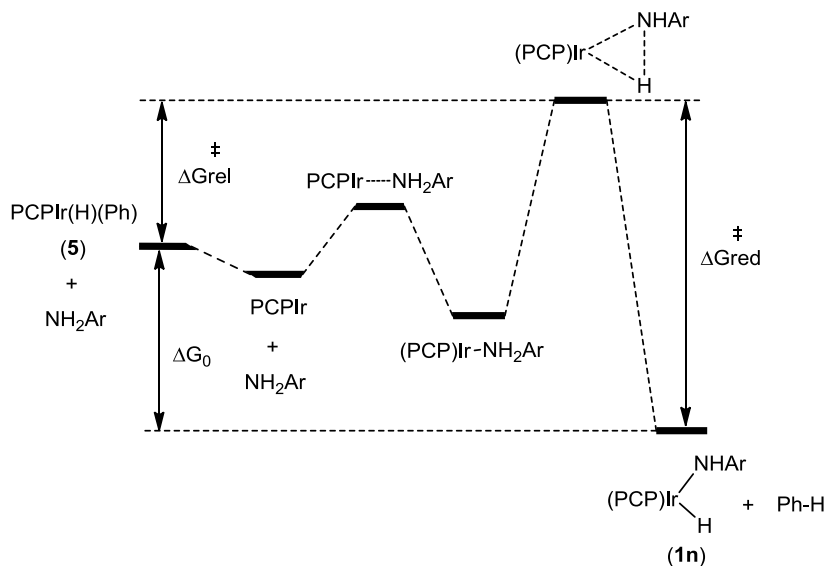 NHAr
(PCP)Ir
H
‡
ΔGrel
PCPIr-----NH₂Ar
PCPIr(H)(Ph)
(5)
+
NH₂Ar
‡
ΔGred
PCPIr
+
NH₂Ar
(PCP)Ir-NH₂Ar
ΔG₀
NHAr
(PCP)Ir
H
+ Ph-H
(1n)